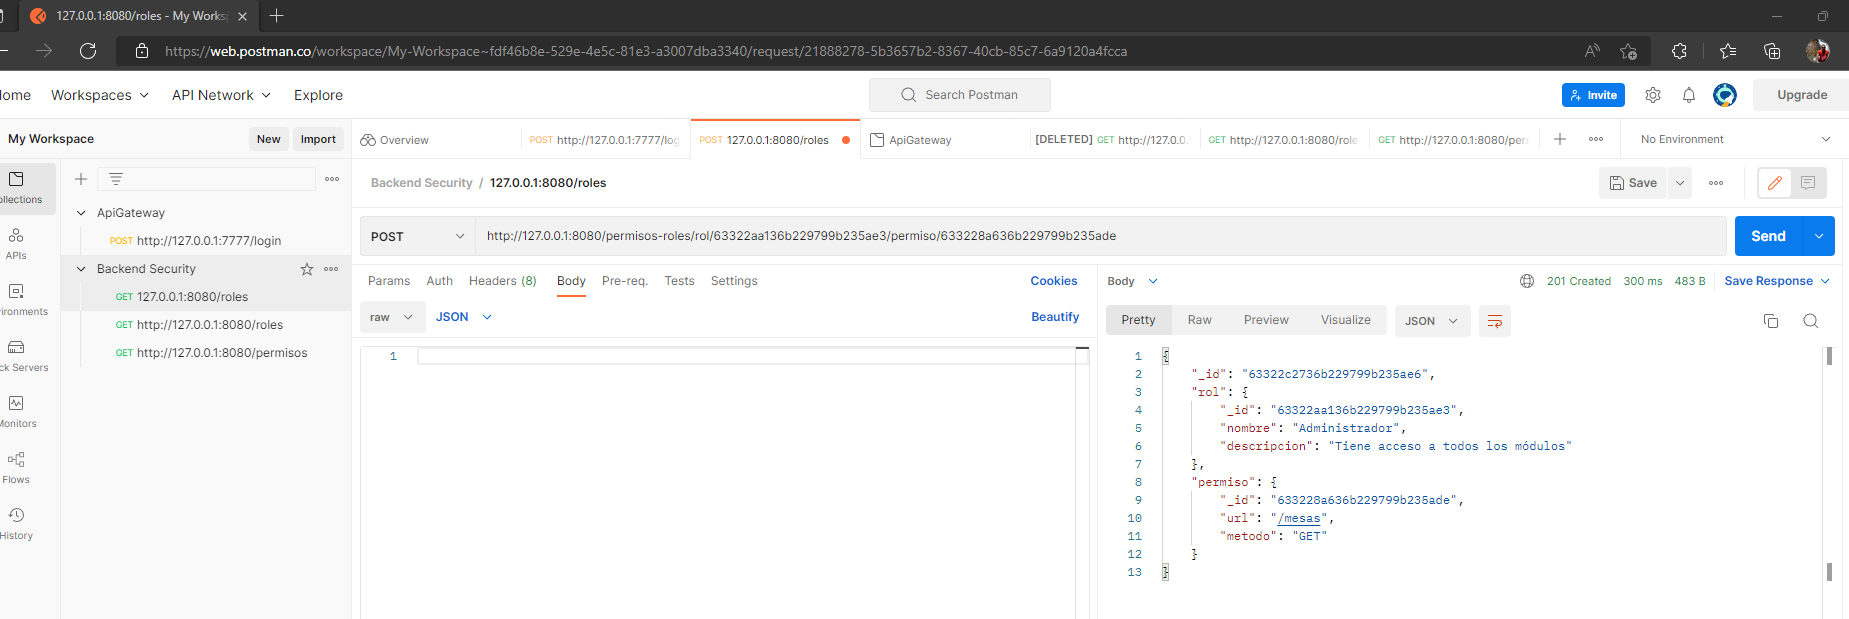 127.0.0.1:8080/roles - My Works
https://web.postman.co/workspace/My-Workspace~fdf46b8e-529e-4e5c-81e3-a3007dba3340/request/21888278-5b3657b2-8367-40cb-85c7-6a9120a4fcca
ome Workspaces API Network Explore Search Postman Invite Upgrade
My Workspace New Import Overview POST http://127.0.0.1:7777/log POST 127.0.0.1:8080/roles ApiGateway [DELETED] GET http://127.0.0. GET http://127.0.0.1:8080/role GET http://127.0.0.1:8080/per No Environment
ollections
APIs
ironments
ck Servers
Monitors
Flows
History
ApiGateway
POST http://127.0.0.1:7777/login
Backend Security
GET 127.0.0.1:8080/roles
GET http://127.0.0.1:8080/roles
GET http://127.0.0.1:8080/permisos
Backend Security / 127.0.0.1:8080/roles Save
POST http://127.0.0.1:8080/permisos-roles/rol/63322aa136b229799b235ae3/permiso/633228a636b229799b235ade Send
Params Auth Headers (8) Body Pre-req. Tests Settings Cookies
raw JSON Beautify
1
Body 201 Created 300 ms 483 B Save Response
Pretty Raw Preview Visualize JSON
1 {
2 "_id": "63322c2736b229799b235ae6",
3 "rol": {
4 "_id": "63322aa136b229799b235ae3",
5 "nombre": "Administrador",
6 "descripcion": "Tiene acceso a todos los módulos"
7 },
8 "permiso": {
9 "_id": "633228a636b229799b235ade",
10 "url": "/mesas",
11 "metodo": "GET"
12 }
13 }